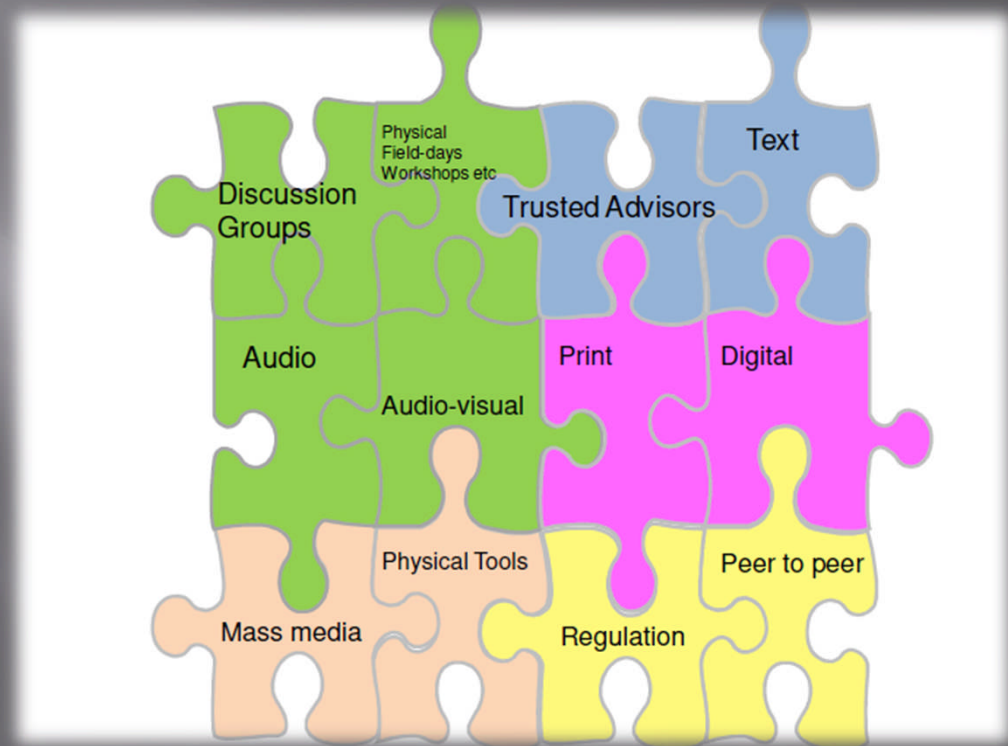 Physical
Field-days
Workshops etc
Text
Discussion
Groups
Trusted Advisors
Audio
Audio-visual
Print
Digital
Physical Tools
Peer to peer
Mass media
Regulation